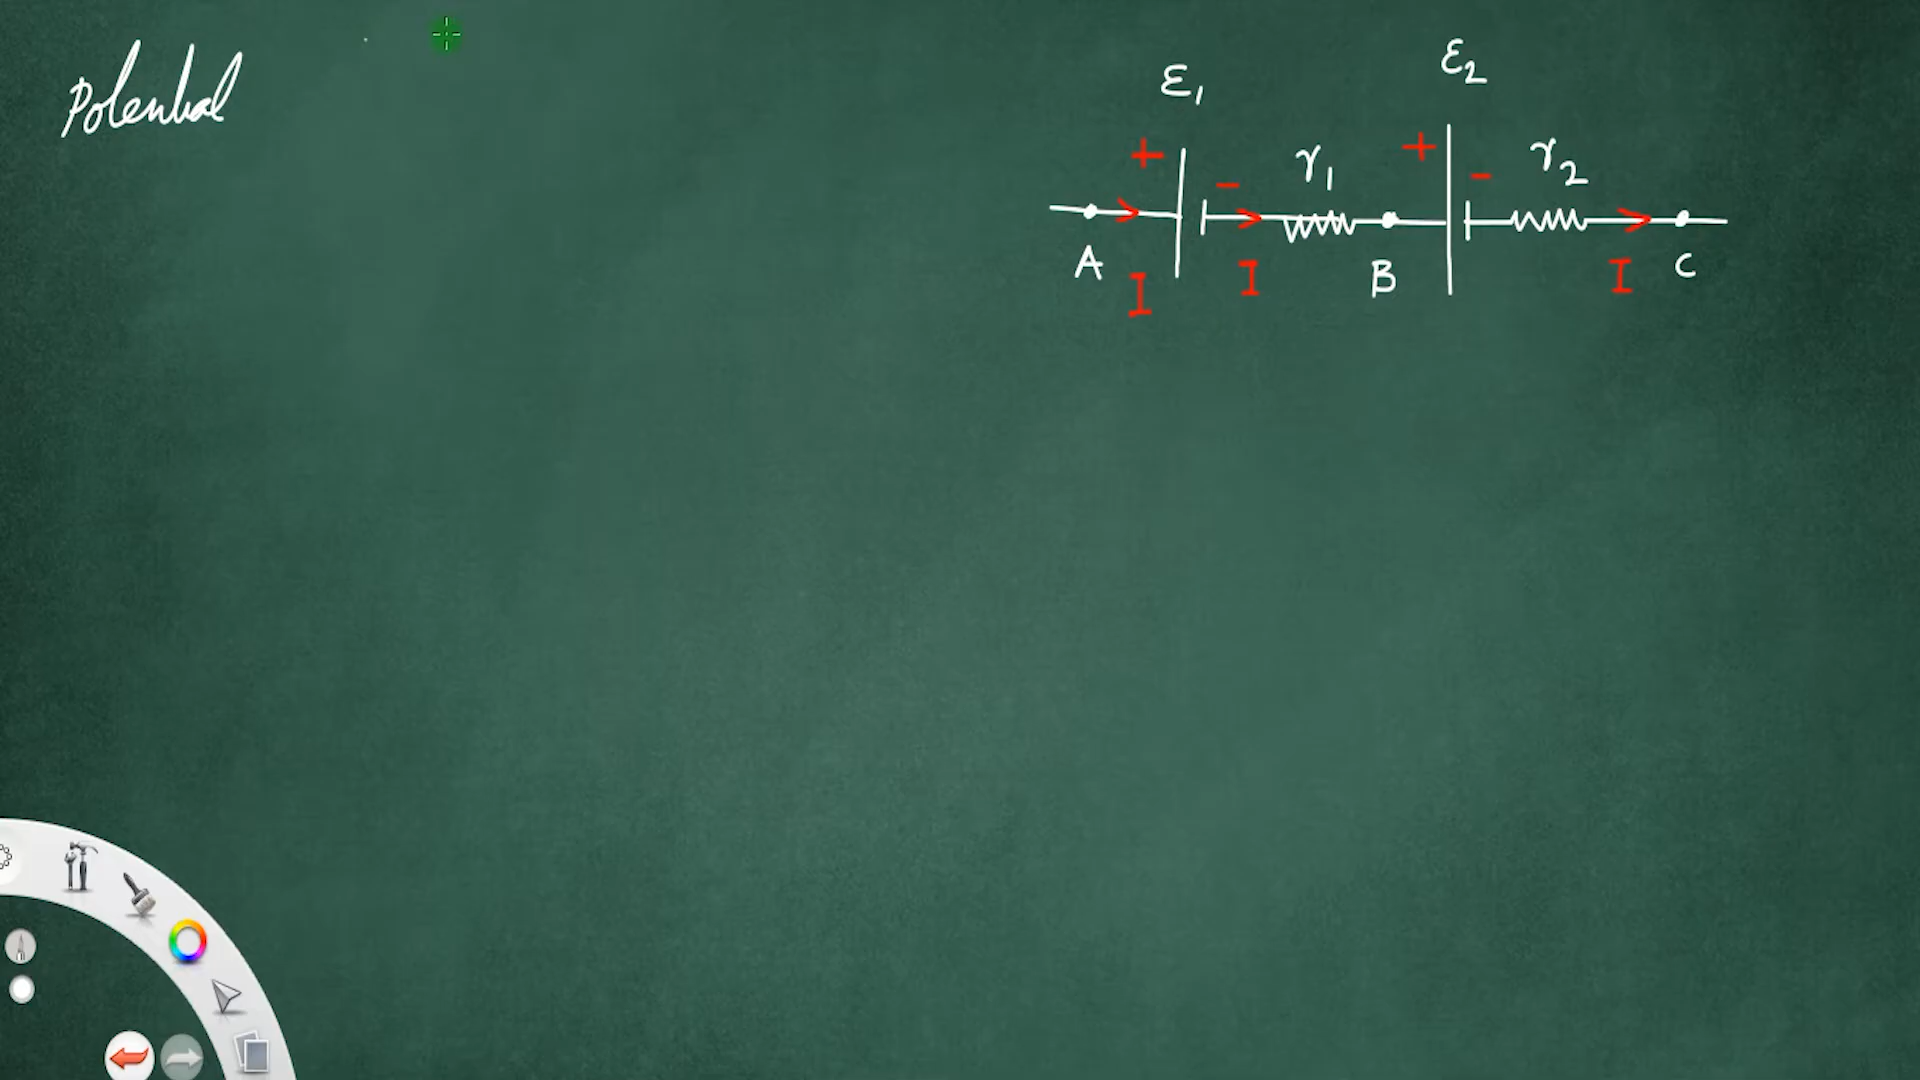 Potential
ε₁ ε₂
+ - r₁ + - r₂
A I I B I C